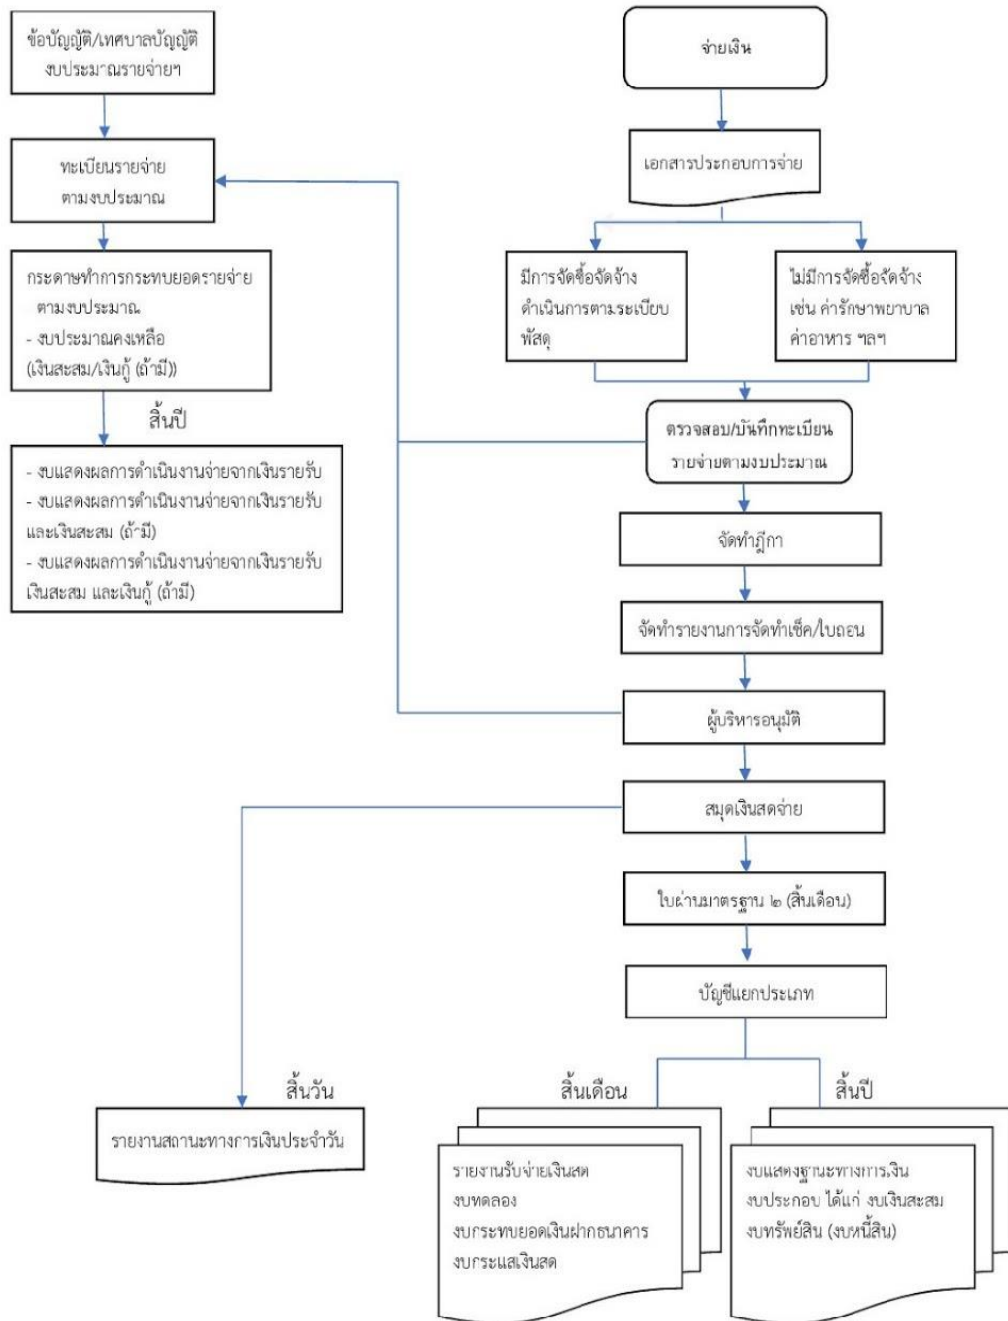 ข้อบัญญัติ/เทศบาลบัญญัติ
งบประมาณรายจ่ายฯ
ทะเบียนรายจ่าย
ตามงบประมาณ
กระดาษทำการกระทบยอดรายจ่าย
ตามงบประมาณ
- งบประมาณคงเหลือ
(เงินสะสม/เงินกู้ (ถ้ามี))
สิ้นปี
- งบแสดงผลการดำเนินงานจ่ายจากเงินรายรับ
- งบแสดงผลการดำเนินงานจ่ายจากเงินรายรับ
และเงินสะสม (ถ้ามี)
- งบแสดงผลการดำเนินงานจ่ายจากเงินรายรับ
เงินสะสม และเงินกู้ (ถ้ามี)
จ่ายเงิน
เอกสารประกอบการจ่าย
มีการจัดซื้อจัดจ้าง
ดำเนินการตามระเบียบ
พัสดุ
ไม่มีการจัดซื้อจัดจ้าง
เช่น ค่ารักษาพยาบาล
ค่าอาหาร ฯลฯ
ตรวจสอบ/บันทึกทะเบียน
รายจ่ายตามงบประมาณ
จัดทำฎีกา
จัดทำรายงานการจัดทำเช็ค/ใบถอน
ผู้บริหารอนุมัติ
สมุดเงินสดจ่าย
ใบผ่านมาตรฐาน ๒ (สิ้นเดือน)
บัญชีแยกประเภท
สิ้นวัน
รายงานสถานะทางการเงินประจำวัน
สิ้นเดือน
รายงานรับจ่ายเงินสด
งบทดลอง
งบกระทบยอดเงินฝากธนาคาร
งบกระแสเงินสด
สิ้นปี
งบแสดงฐานะทางการเงิน
งบประกอบ ได้แก่ งบเงินสะสม
งบทรัพย์สิน (งบหนี้สิน)